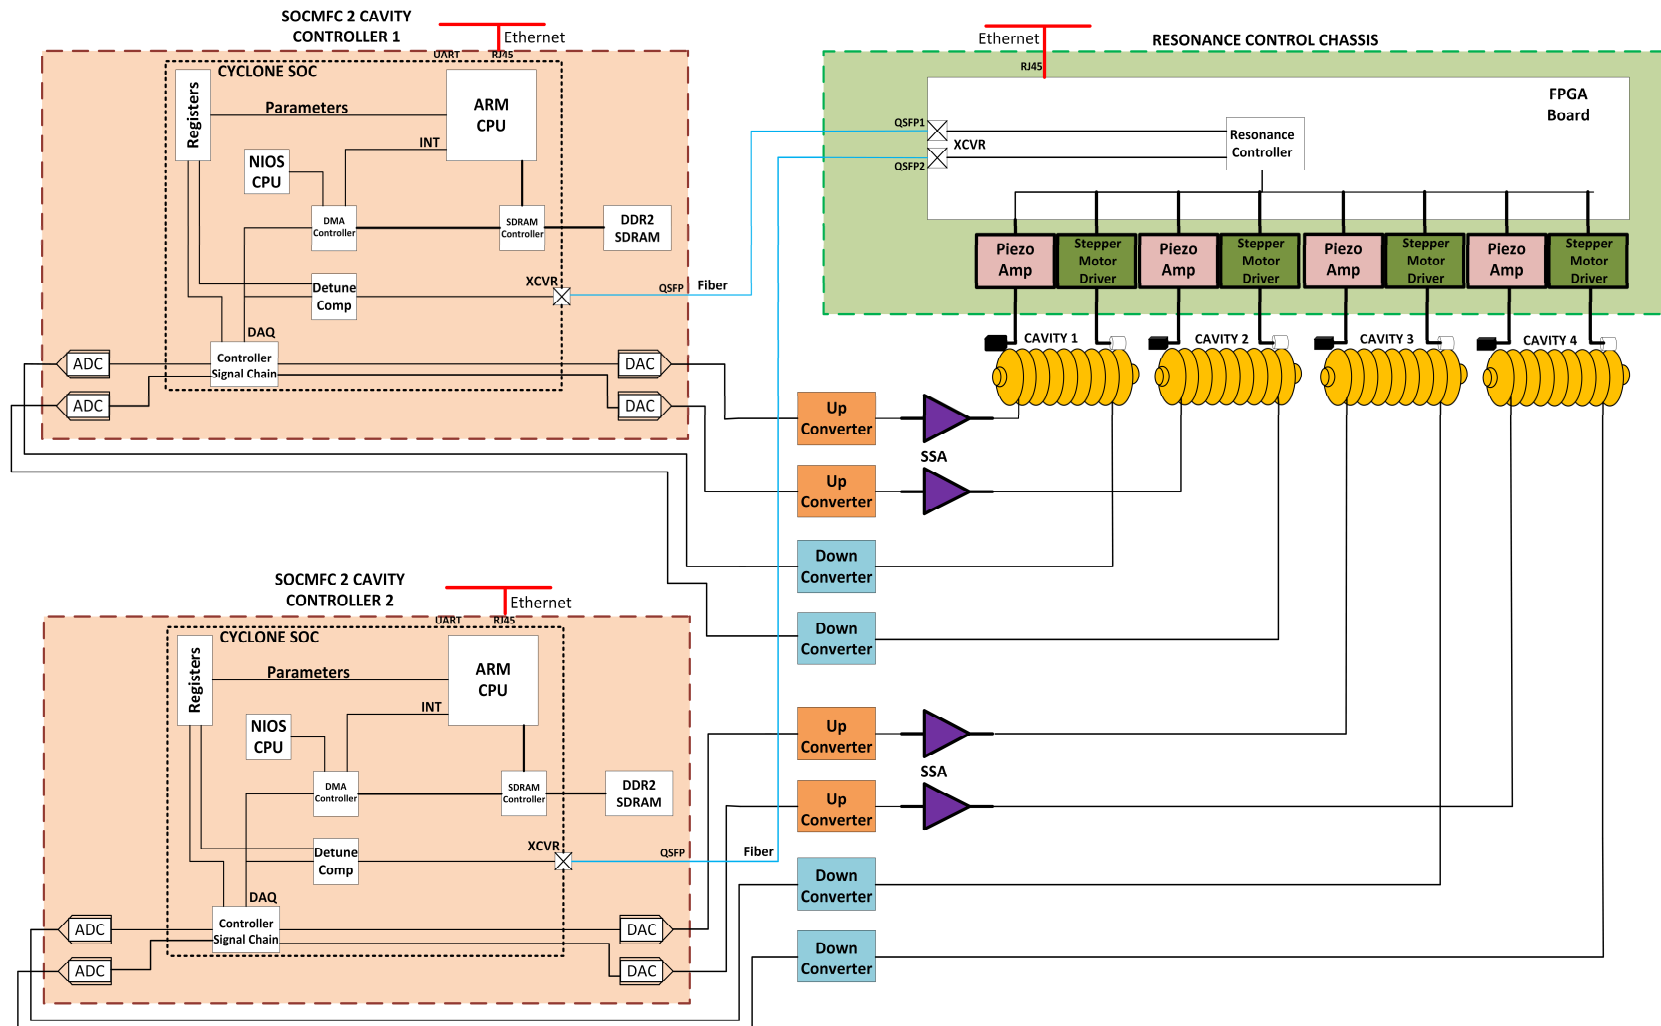 SOCMFC 2 CAVITY
CONTROLLER 1
Ethernet
UART
RJ45
CYCLONE SOC
Registers
Parameters
ARM
CPU
INT
NIOS
CPU
DMA
Controller
SDRAM
Controller
DDR2
SDRAM
Detune
Comp
XCVR
QSFP
Fiber
DAQ
Controller
Signal Chain
ADC
ADC
DAC
DAC
Ethernet
RJ45
RESONANCE CONTROL CHASSIS
FPGA
Board
QSFP1
XCVR
QSFP2
Resonance
Controller
Piezo
Amp
Stepper
Motor
Driver
Piezo
Amp
Stepper
Motor
Driver
Piezo
Amp
Stepper
Motor
Driver
Piezo
Amp
Stepper
Motor
Driver
CAVITY 1
CAVITY 2
CAVITY 3
CAVITY 4
Up
Converter
SSA
Up
Converter
Down
Converter
Down
Converter
SOCMFC 2 CAVITY
CONTROLLER 2
Ethernet
UART
RJ45
CYCLONE SOC
Registers
Parameters
ARM
CPU
INT
NIOS
CPU
DMA
Controller
SDRAM
Controller
DDR2
SDRAM
Detune
Comp
XCVR
QSFP
Fiber
DAQ
Controller
Signal Chain
ADC
ADC
DAC
DAC
Up
Converter
SSA
Up
Converter
Down
Converter
Down
Converter